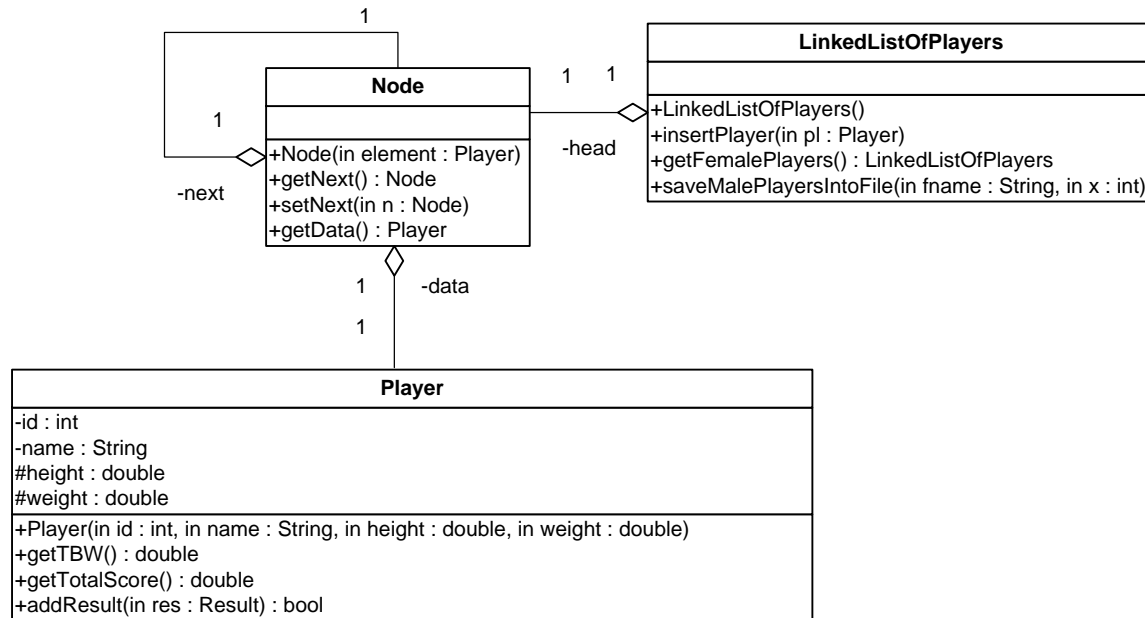 1
LinkedListOfPlayers
Node
1
1
1
+LinkedListOfPlayers()
+insertPlayer(in pl : Player)
+getFemalePlayers() : LinkedListOfPlayers
+saveMalePlayersIntoFile(in fname : String, in x : int)
-head
+Node(in element : Player)
+getNext() : Node
+setNext(in n : Node)
+getData() : Player
-next
1
-data
1
Player
-id : int
-name : String
#height : double
#weight : double
+Player(in id : int, in name : String, in height : double, in weight : double)
+getTBW() : double
+getTotalScore() : double
+addResult(in res : Result) : bool